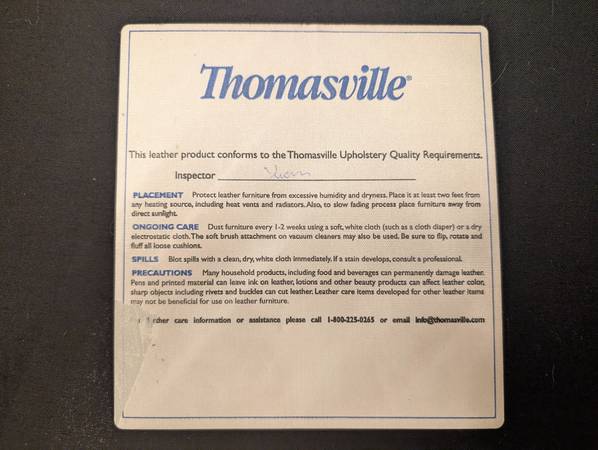 Thomasville®
This leather product conforms to the Thomasville Upholstery Quality Requirements.
Inspector
PLACEMENT Protect leather furniture from excessive humidity and dryness. Place it at least two feet from
any heating source, including heat vents and radiators. Also, to slow fading process place furniture away from
direct sunlight.
ONGOING CARE Dust furniture every 1-2 weeks using a soft, white cloth (such as a cloth diaper) or a dry
electrostatic cloth. The soft brush attachment on vacuum cleaners may also be used. Be sure to flip, rotate and
fluff all loose cushions.
SPILLS Blot spills with a clean, dry, white cloth immediately. If a stain develops, consult a professional.
PRECAUTIONS Many household products, including food and beverages can permanently damage leather.
Pens and printed material can leave ink on leather, lotions and other beauty products can affect leather color,
sharp objects including rivets and buckles can cut leather. Leather care items developed for other leather items
may not be beneficial for use on leather furniture.
care information or assistance please call 1-800-225-0265 or email info@thomasville.com